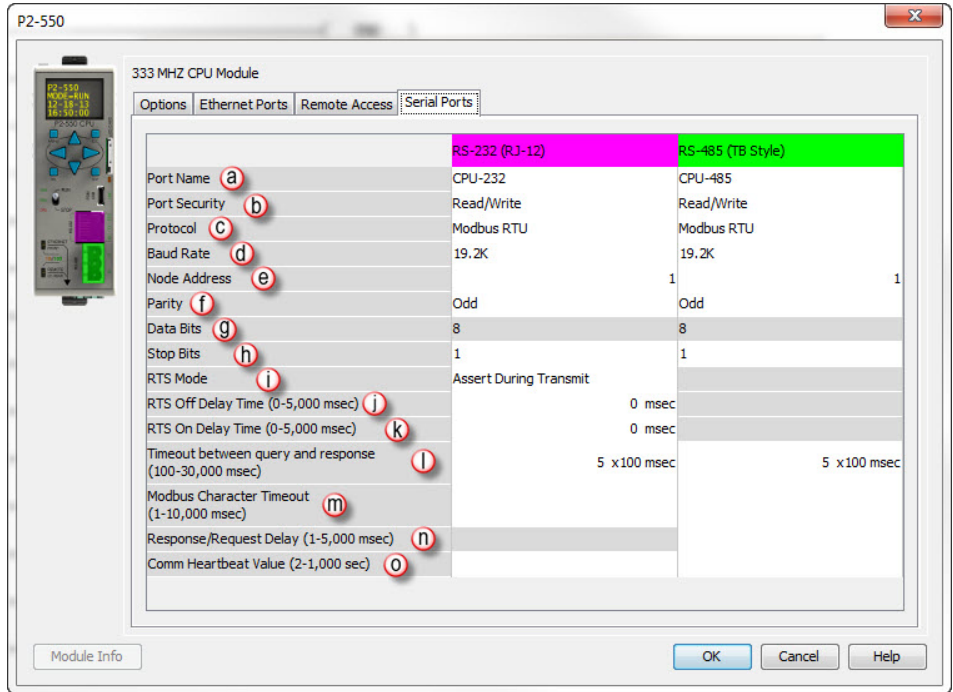 P2-550
333 MHZ CPU Module
P2-550
MODE=RUN
12-18-13
16:50:00
P2-550 CPU
Options Ethernet Ports Remote Access Serial Ports
RS-232 (RJ-12) RS-485 (TB Style)
Port Name a CPU-232 CPU-485
Port Security b Read/Write Read/Write
Protocol c Modbus RTU Modbus RTU
Baud Rate d 19.2K 19.2K
Node Address e 1 1
Parity f Odd Odd
Data Bits g 8 8
Stop Bits h 1 1
RTS Mode i Assert During Transmit
RTS Off Delay Time (0-5,000 msec) j 0 msec
RTS On Delay Time (0-5,000 msec) k 0 msec
Timeout between query and response
(100-30,000 msec) l 5 x100 msec 5 x100 msec
Modbus Character Timeout
(1-10,000 msec) m
Response/Request Delay (1-5,000 msec) n
Comm Heartbeat Value (2-1,000 sec) o
Module Info OK Cancel Help